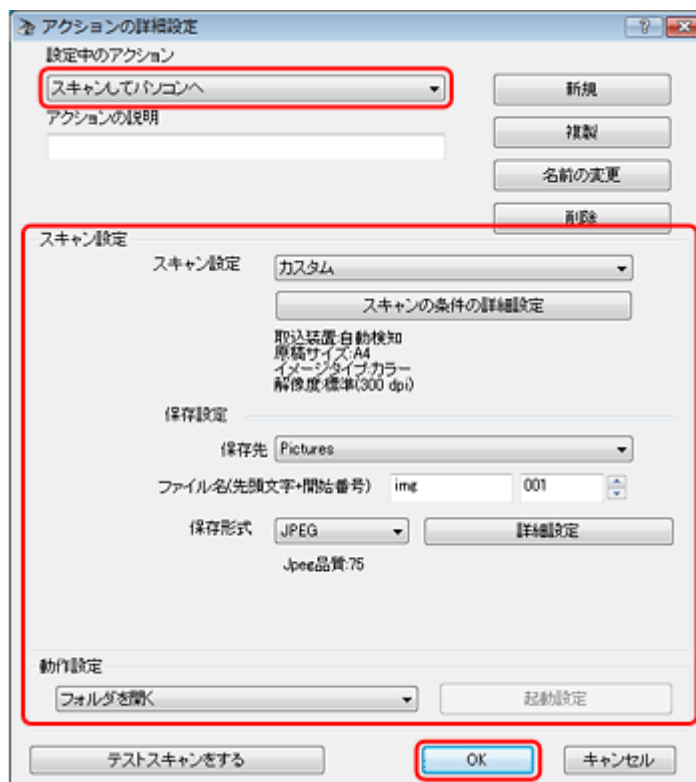 アクションの詳細設定
設定中のアクション
スキャンしてパソコンへ
新規
アクションの説明
複製
名前の変更
削除
スキャン設定
スキャン設定 カスタム
スキャンの条件の詳細設定
取込装置:自動検知
原稿サイズ:A4
イメージタイプ:カラー
解像度:標準(300 dpi)
保存設定
保存先 Pictures
ファイル名(先頭文字+開始番号) img 001
保存形式 JPEG 詳細設定
Jpeg品質:75
動作設定
フォルダを開く 起動設定
テストスキャンをする OK キャンセル